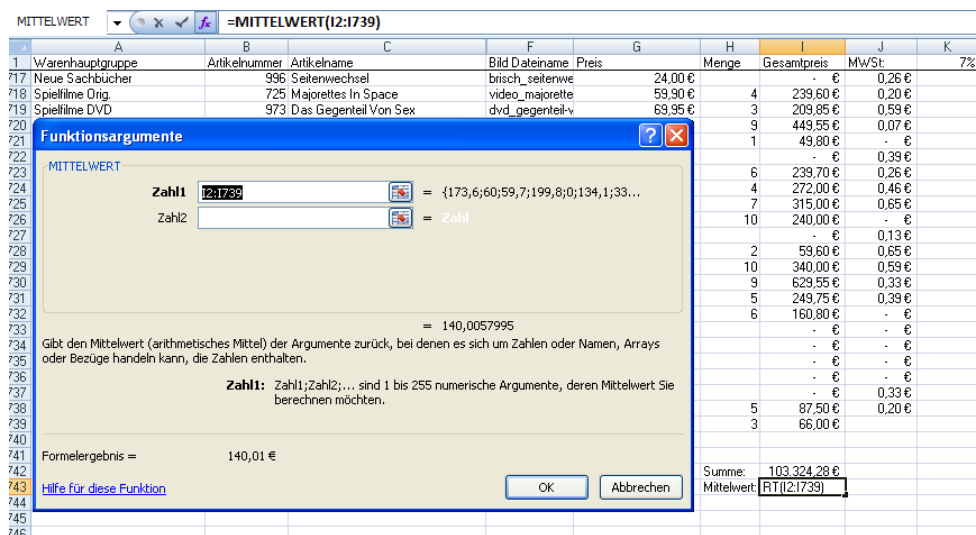 MITTELWERT =MITTELWERT(I2:I739)
A B C F G H I J K
1 Warenhauptgruppe Artikelnummer Artikelname Bild Dateiname Preis Menge Gesamtpreis MWSt: 7%
717 Neue Sachbücher 996 Seitenwechsel brisch_seitenwe 24,00 € - € 0,26 €
718 Spielfilme Orig. 725 Majorettes In Space video_majorette 59,90 € 4 239,60 € 0,20 €
719 Spielfilme DVD 973 Das Gegenteil Von Sex dvd_gegenteil-v 69,95 € 3 209,85 € 0,59 €
720 9 449,55 € 0,07 €
721 1 49,80 € - €
722 - € 0,39 €
723 6 239,70 € 0,26 €
724 4 272,00 € 0,46 €
725 7 315,00 € 0,65 €
726 10 240,00 € - €
727 - € 0,13 €
728 2 59,60 € 0,65 €
729 10 340,00 € 0,59 €
730 9 629,55 € 0,33 €
731 5 249,75 € 0,39 €
732 6 160,80 € - €
733 - € - €
734 - € - €
735 - € - €
736 - € - €
737 - € 0,33 €
738 5 87,50 € 0,20 €
739 3 66,00 €
740
741
742 Summe: 103.324,28 €
743 Mittelwert: RT(I2:I739)
744
745
746
Funktionsargumente
MITTELWERT
Zahl1 I2:I739 = {173,6;60;59,7;199,8;0;134,1;33...
Zahl2 = Zahl
= 140,0057995
Gibt den Mittelwert (arithmetisches Mittel) der Argumente zurück, bei denen es sich um Zahlen oder Namen, Arrays
oder Bezüge handeln kann, die Zahlen enthalten.
Zahl1: Zahl1;Zahl2;... sind 1 bis 255 numerische Argumente, deren Mittelwert Sie
berechnen möchten.
Formelergebnis = 140,01 €
Hilfe für diese Funktion OK Abbrechen